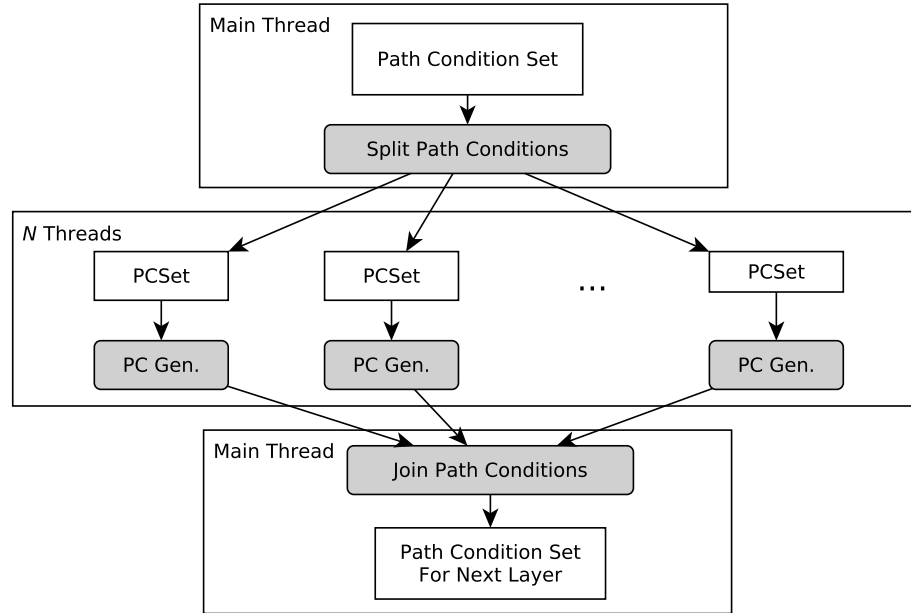 Main Thread
Path Condition Set
Split Path Conditions
N Threads
PCSet
PCSet
...
PCSet
PC Gen.
PC Gen.
PC Gen.
Main Thread
Join Path Conditions
Path Condition Set
For Next Layer